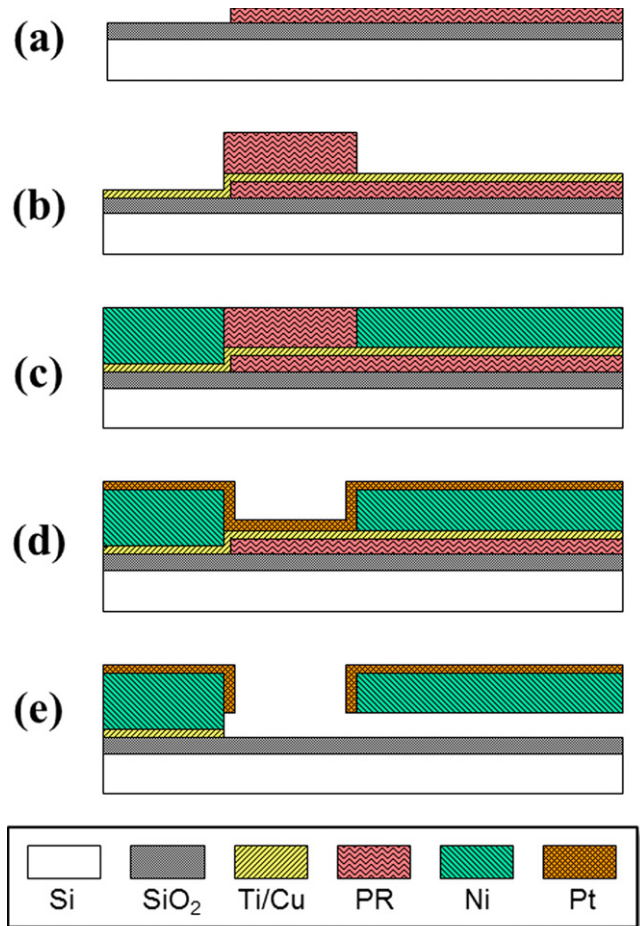 (a)
(b)
(c)
(d)
(e)
Si SiO₂ Ti/Cu PR Ni Pt